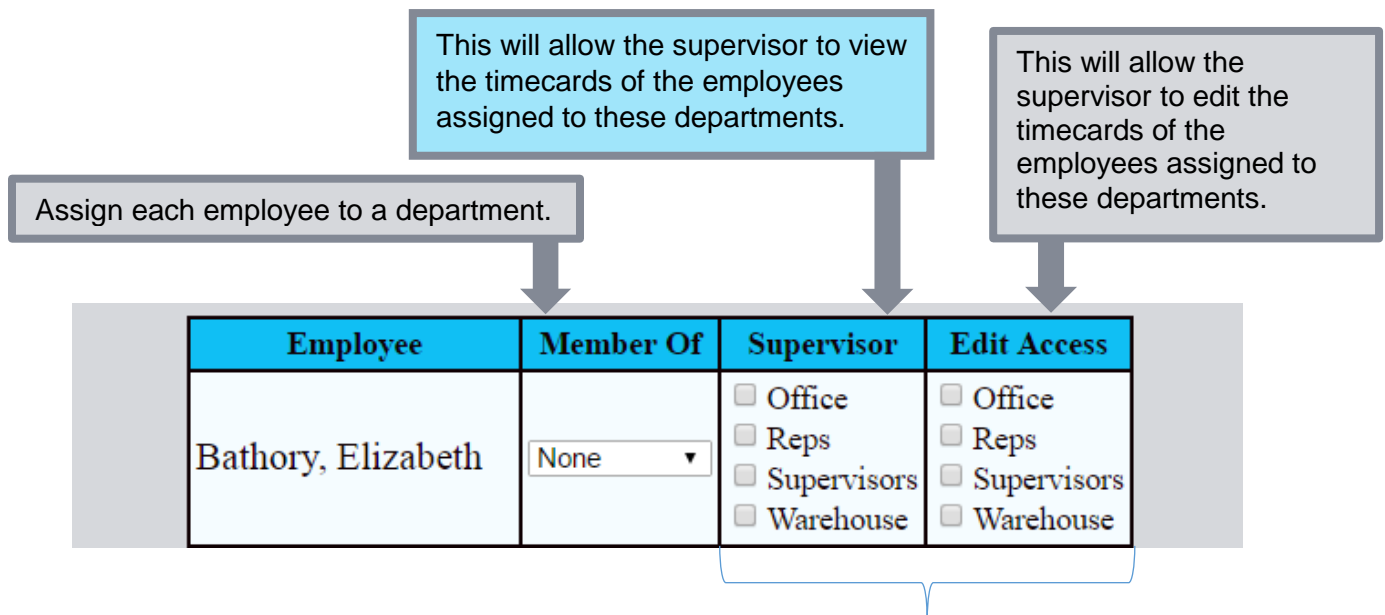 This will allow the supervisor to view
the timecards of the employees
assigned to these departments.
This will allow the
supervisor to edit the
timecards of the
employees assigned to
these departments.
Assign each employee to a department.
Employee Member Of Supervisor Edit Access
Bathory, Elizabeth
None
Office
Reps
Supervisors
Warehouse
Office
Reps
Supervisors
Warehouse